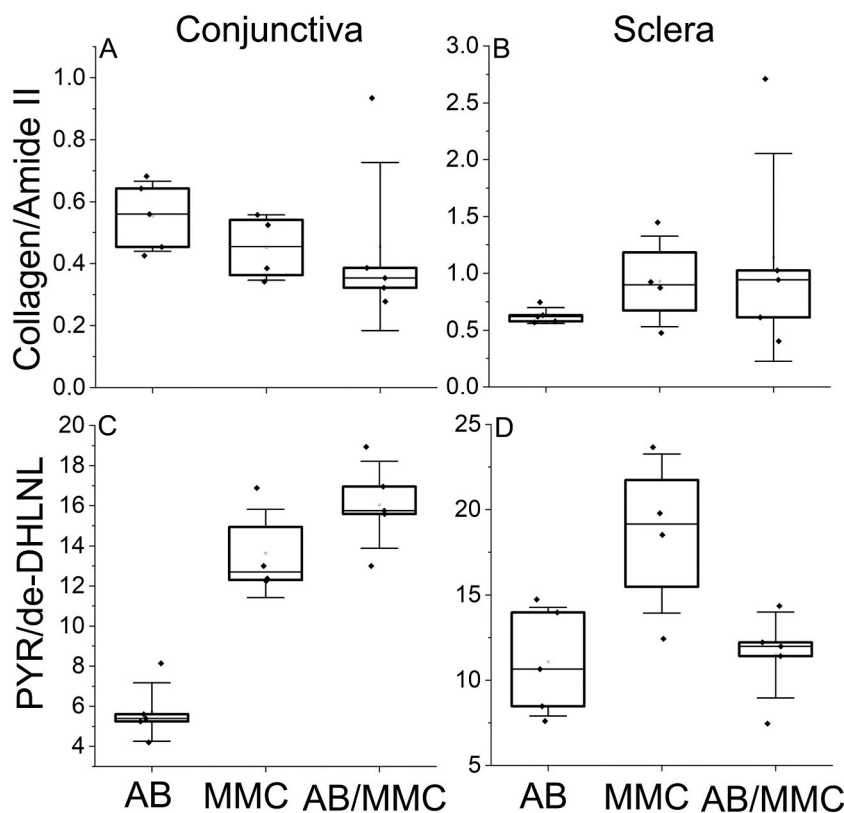 Conjunctiva
Sclera
A
B
Collagen/Amide II
1.0
0.8
0.6
0.4
0.2
0.0
3.0
2.5
2.0
1.5
1.0
0.5
0.0
C
D
PYR/de-DHLNL
20
18
16
14
12
10
8
6
4
25
20
15
10
5
AB
MMC
AB/MMC
AB
MMC
AB/MMC